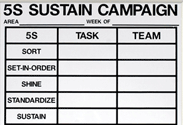 5S SUSTAIN CAMPAIGN
AREA WEEK OF
5S TASK TEAM
SORT
SET-IN-ORDER
SHINE
STANDARDIZE
SUSTAIN